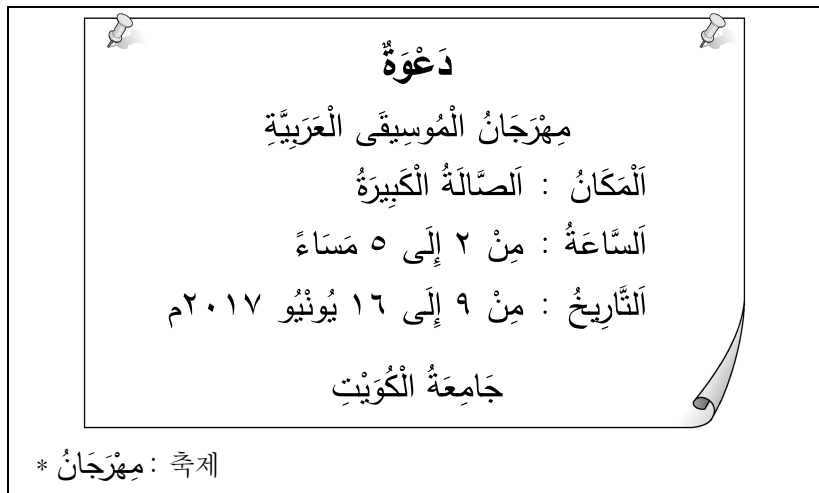 دَعْوَةٌ
مِهْرَجَانُ الْمُوسِيقَى الْعَرَبِيَّةِ
اَلْمَكَانُ : اَلصَّالَةُ الْكَبِيرَةُ
اَلسَّاعَةُ : مِنْ ٢ إِلَى ٥ مَسَاءً
اَلتَّارِيخُ : مِنْ ٩ إِلَى ١٦ يُونْيُو ٢٠١٧م
جَامِعَةُ الْكُوَيْتِ
* مِهْرَجَانُ : 축제